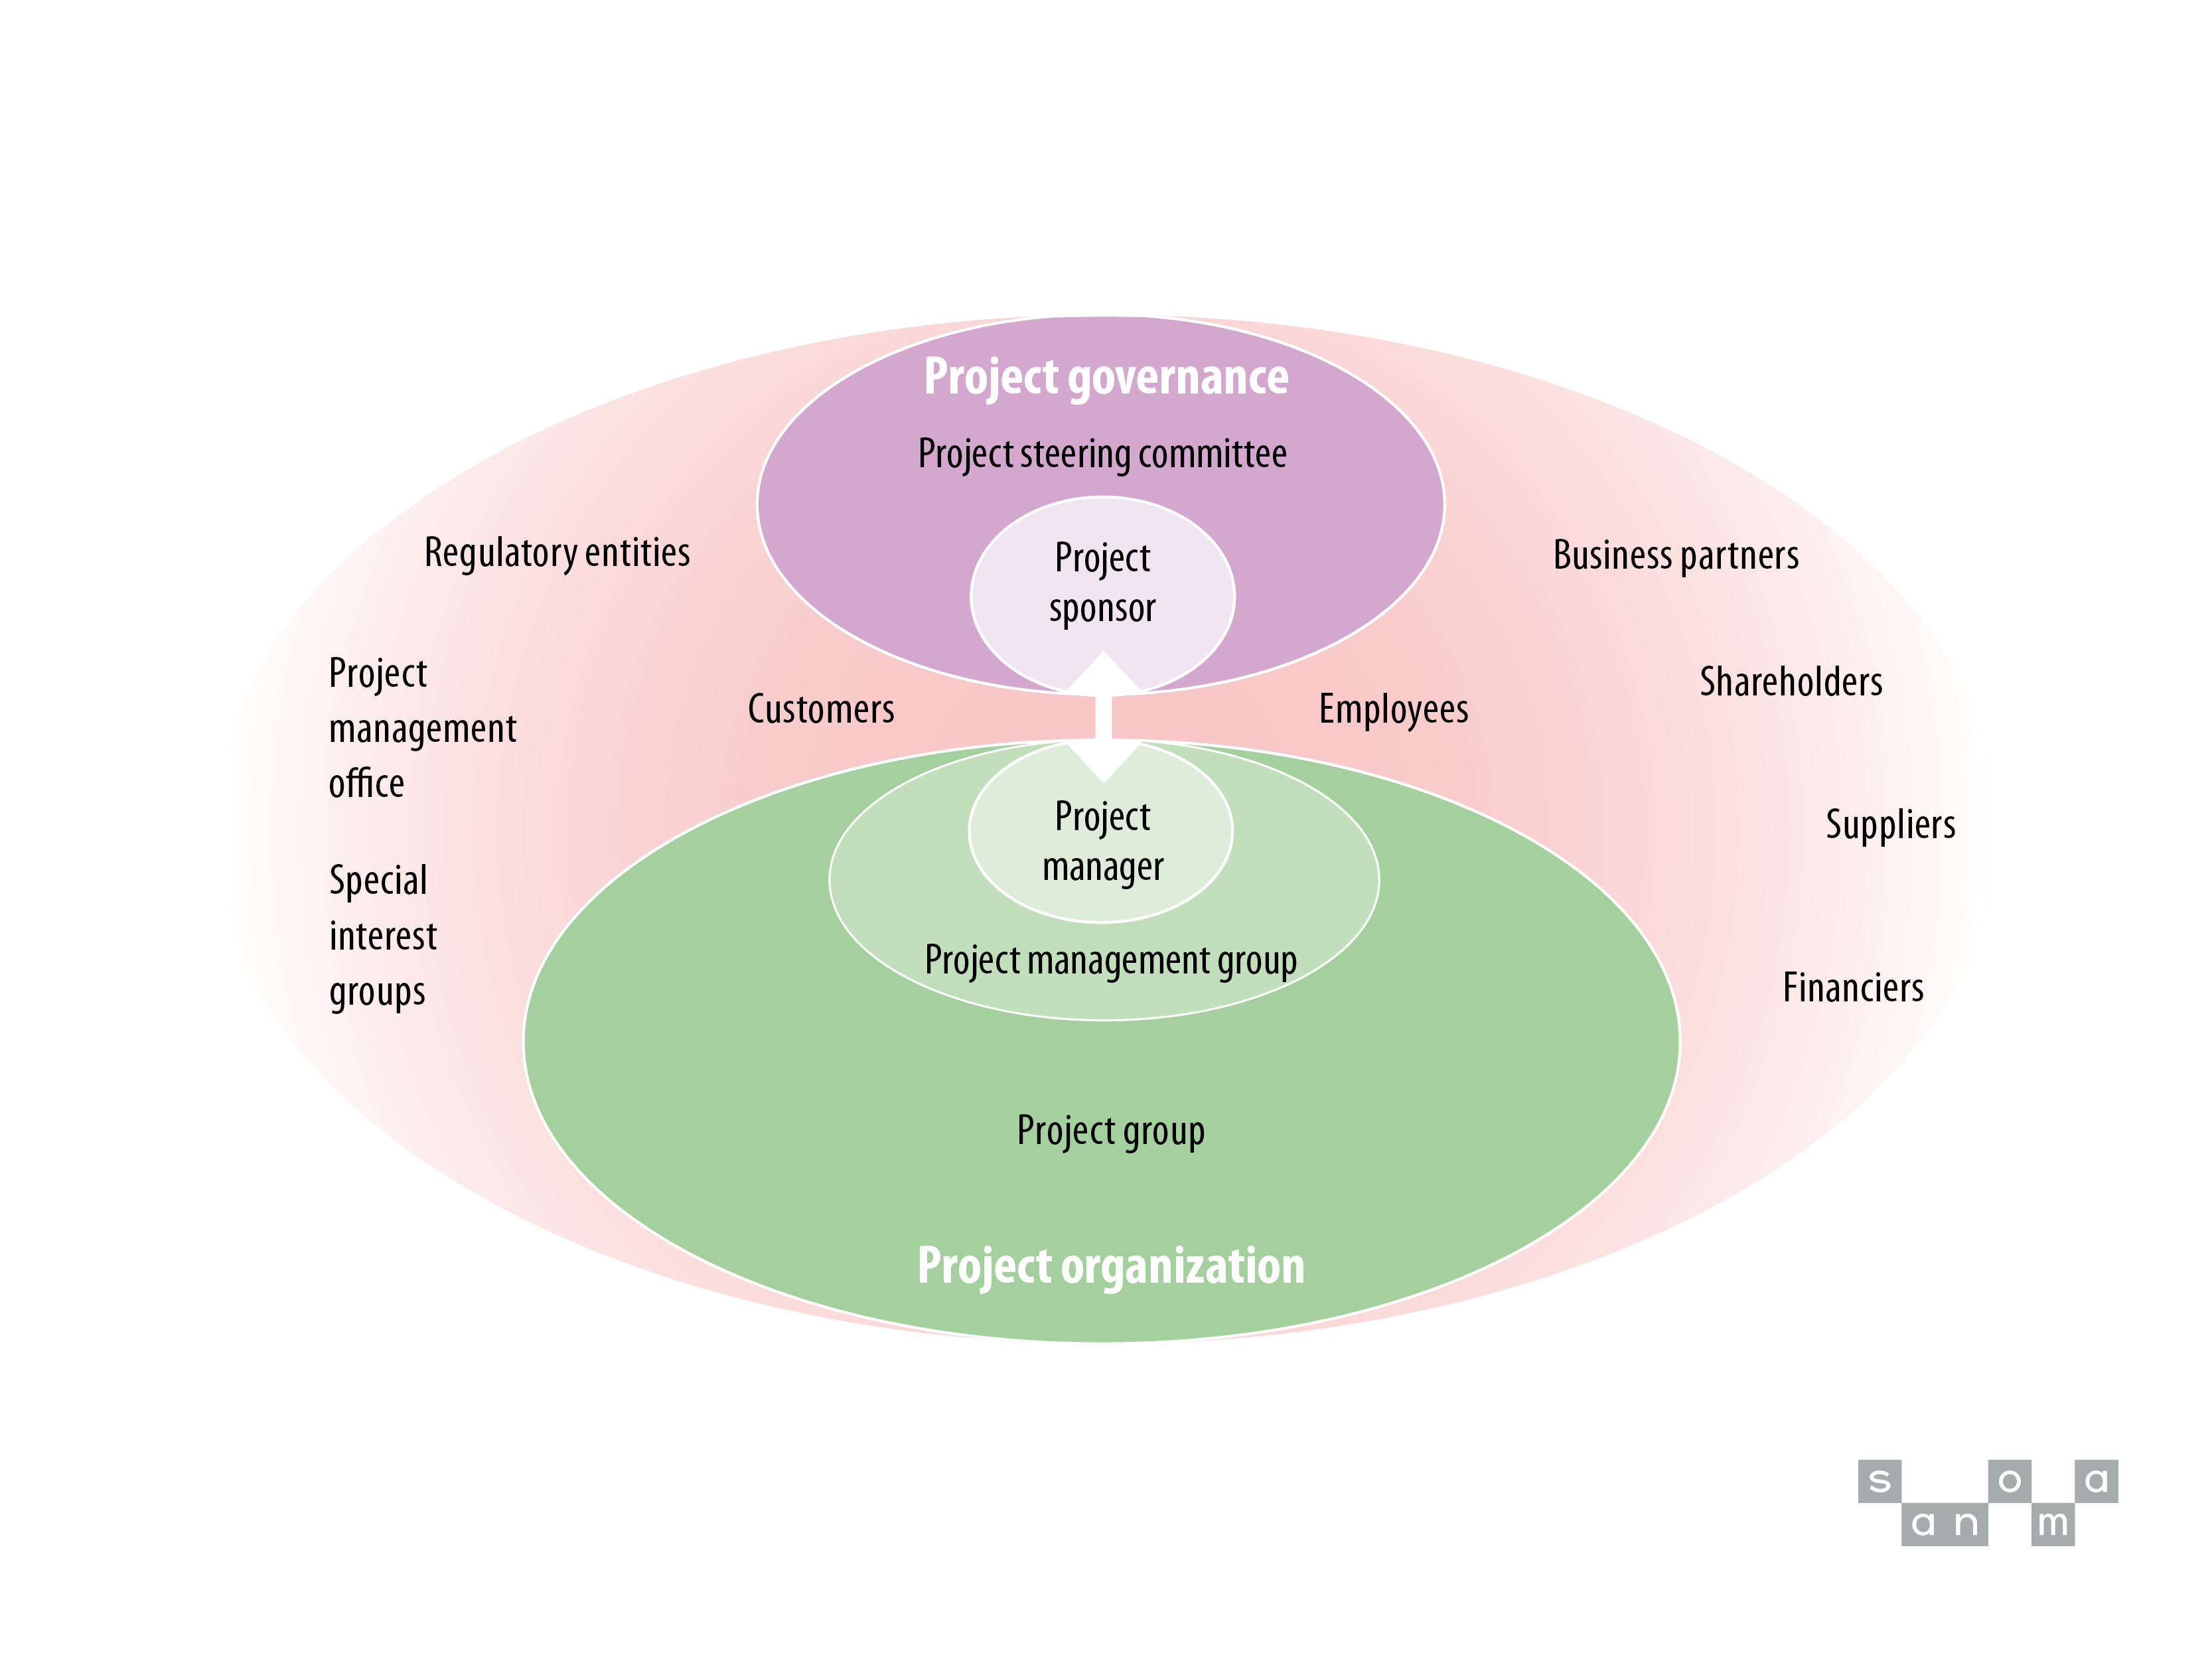 Project governance
Project steering committee
Project
sponsor
Regulatory entities
Business partners
Project
management
office
Customers
Employees
Shareholders
Project
manager
Suppliers
Special
interest
groups
Project management group
Financiers
Project group
Project organization
sanoma